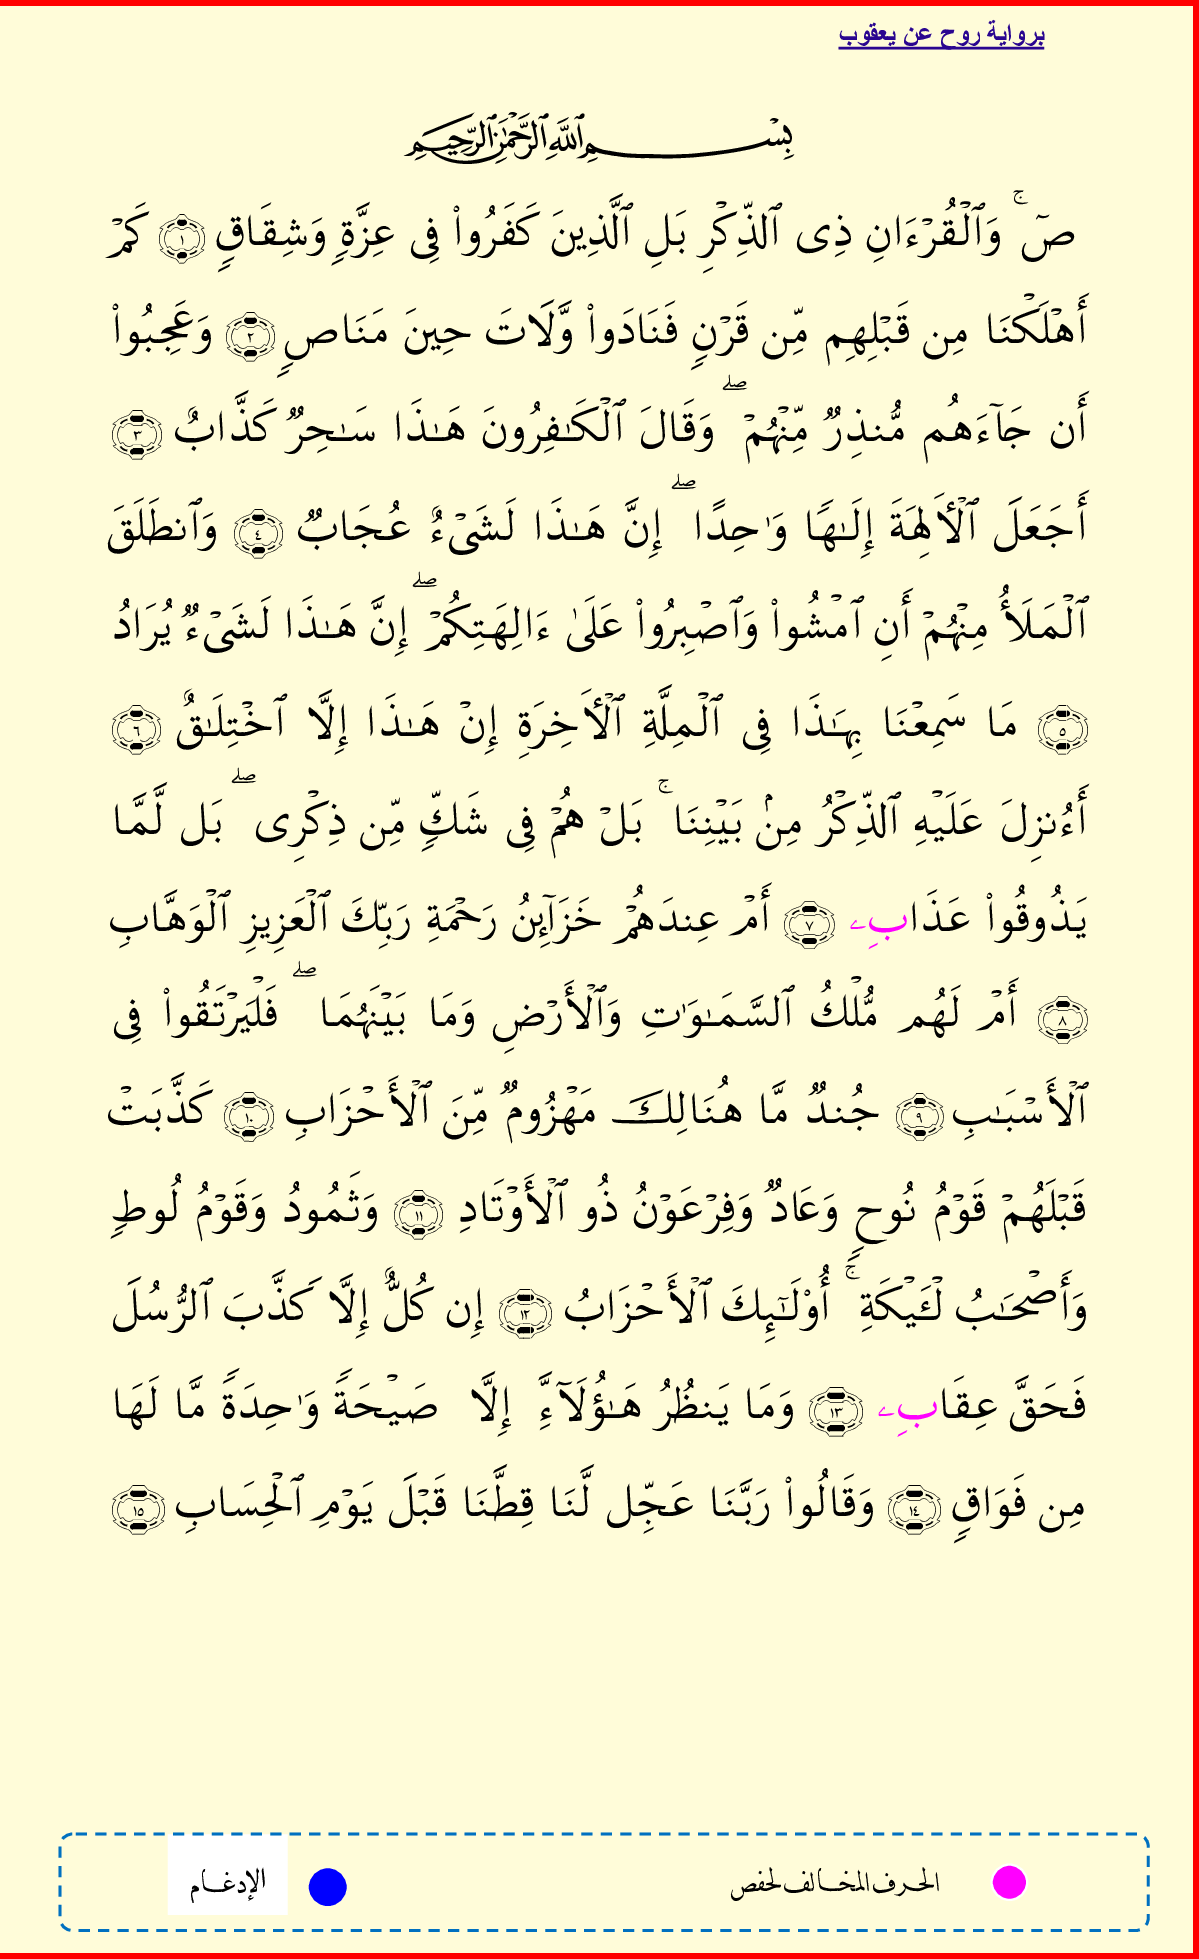 برواية روح عن يعقوب
بِسْمِ ٱللَّهِ ٱلرَّحْمَٰنِ ٱلرَّحِيمِ
صٓ ۚ وَٱلْقُرْءَانِ ذِى ٱلذِّكْرِ بَلِ ٱلَّذِينَ كَفَرُوا۟ فِى عِزَّةٍ وَشِقَاقٍ ١ كَمْ
أَهْلَكْنَا مِن قَبْلِهِم مِّن قَرْنٍ فَنَادَوا۟ وَّلَاتَ حِينَ مَنَاصٍ ٢ وَعَجِبُوا۟
أَن جَآءَهُم مُّنذِرٌ مِّنْهُمْ ۖ وَقَالَ ٱلْكَـٰفِرُونَ هَـٰذَا سَـٰحِرٌ كَذَّابٌ ٣
أَجَعَلَ ٱلْأَلِهَةَ إِلَـٰهًا وَٰحِدًا ۖ إِنَّ هَـٰذَا لَشَىْءٌ عُجَابٌ ٤ وَٱنطَلَقَ
ٱلْمَلَأُ مِنْهُمْ أَنِ ٱمْشُوا۟ وَٱصْبِرُوا۟ عَلَىٰ ءَالِهَتِكُمْ ۖ إِنَّ هَـٰذَا لَشَىْءٌ يُرَادُ
٥ مَا سَمِعْنَا بِهَـٰذَا فِى ٱلْمِلَّةِ ٱلْأَخِرَةِ إِنْ هَـٰذَا إِلَّا ٱخْتِلَـٰقٌ ٦
أَءُنزِلَ عَلَيْهِ ٱلذِّكْرُ مِنۢ بَيْنِنَا ۚ بَلْ هُمْ فِى شَكٍّ مِّن ذِكْرِى ۖ بَل لَّمَّا
يَذُوقُوا۟ عَذَابِے ٧ أَمْ عِندَهُمْ خَزَآئِنُ رَحْمَةِ رَبِّكَ ٱلْعَزِيزِ ٱلْوَهَّابِ
٨ أَمْ لَهُم مُّلْكُ ٱلسَّمَـٰوَٰتِ وَٱلْأَرْضِ وَمَا بَيْنَهُمَا ۖ فَلْيَرْتَقُوا۟ فِى
ٱلْأَسْبَـٰبِ ٩ جُندٌ مَّا هُنَالِكَ مَهْزُومٌ مِّنَ ٱلْأَحْزَابِ ١٠ كَذَّبَتْ
قَبْلَهُمْ قَوْمُ نُوحٍ وَعَادٌ وَفِرْعَوْنُ ذُو ٱلْأَوْتَادِ ١١ وَثَمُودُ وَقَوْمُ لُوطٍ
وَأَصْحَـٰبُ لْـَٔيْكَةِ ۚ أُو۟لَـٰٓئِكَ ٱلْأَحْزَابُ ١٢ إِن كُلٌّ إِلَّا كَذَّبَ ٱلرُّسُلَ
فَحَقَّ عِقَابِے ١٣ وَمَا يَنظُرُ هَـٰٓؤُلَآءِ إِلَّا صَيْحَةً وَٰحِدَةً مَّا لَهَا
مِن فَوَاقٍ ١٤ وَقَالُوا۟ رَبَّنَا عَجِّل لَّنَا قِطَّنَا قَبْلَ يَوْمِ ٱلْحِسَابِ ١٥
الحرف المخالف لحفص
الإدغام